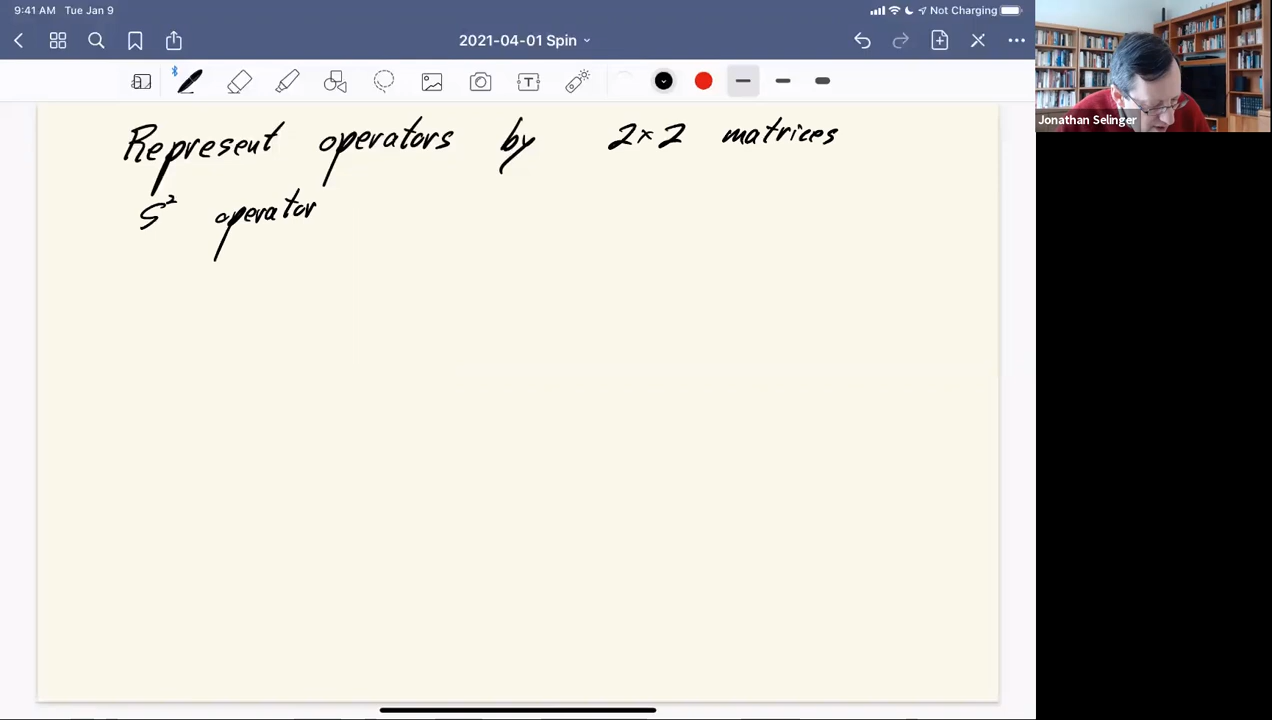 9:41 AM Tue Jan 9
Not Charging
2021-04-01 Spin
T
Jonathan Selinger
Represent operators by 2×2 matrices
S² operator